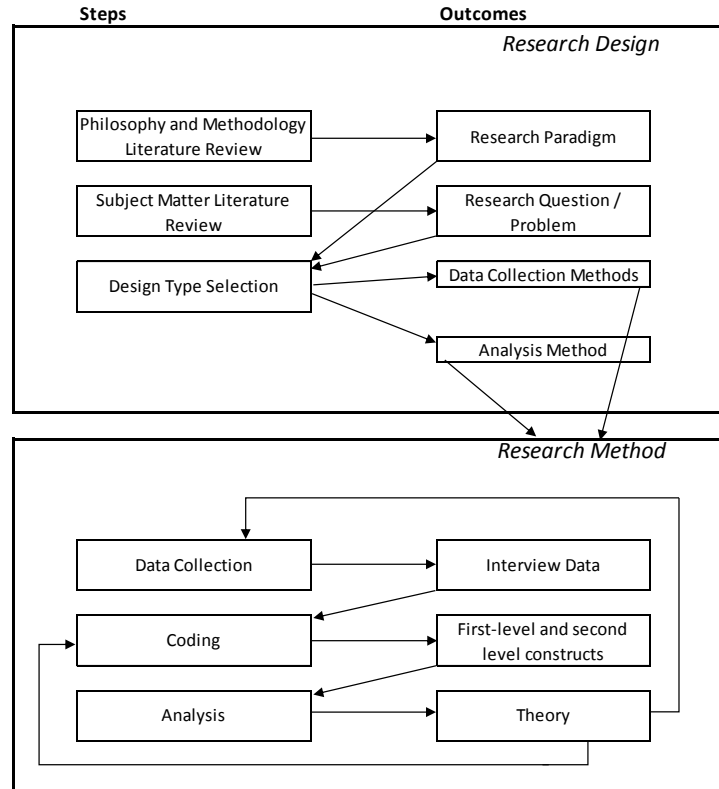 Steps
Outcomes
Research Design
Philosophy and Methodology
Literature Review
Research Paradigm
Subject Matter Literature
Review
Research Question /
Problem
Design Type Selection
Data Collection Methods
Analysis Method
Research Method
Data Collection
Interview Data
Coding
First-level and second
level constructs
Analysis
Theory